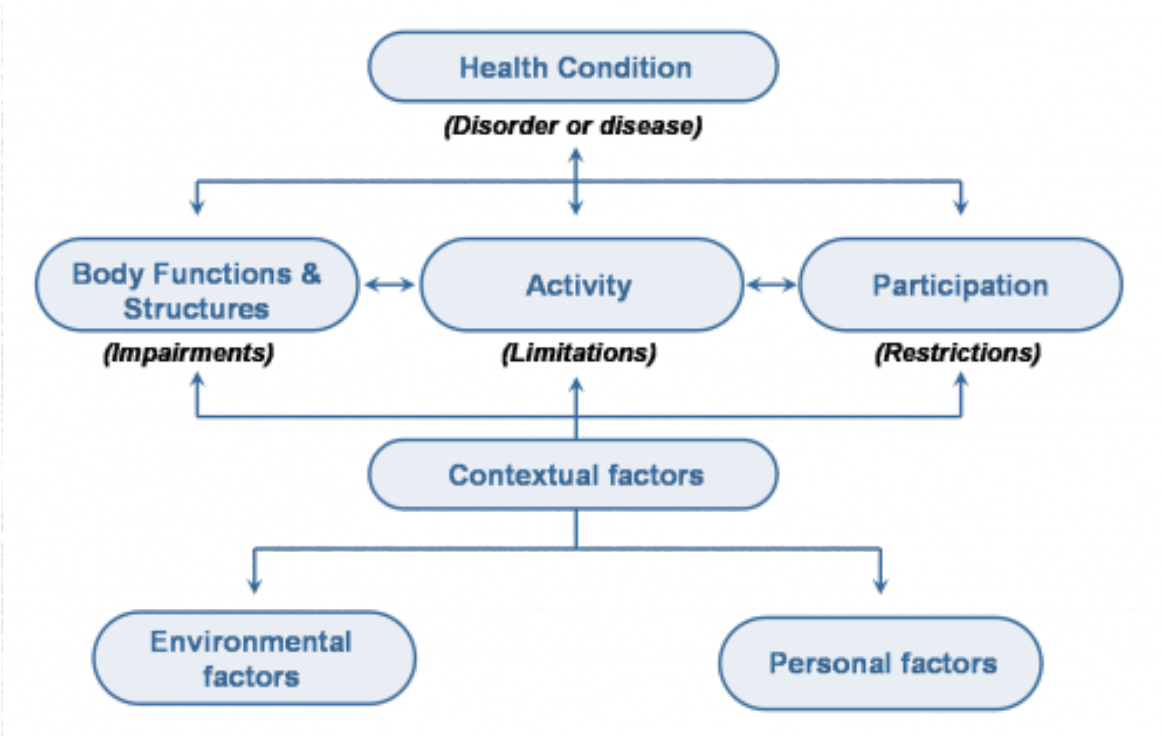 Health Condition
(Disorder or disease)
Body Functions &
Structures
(Impairments)
Activity
(Limitations)
Participation
(Restrictions)
Contextual factors
Environmental
factors
Personal factors